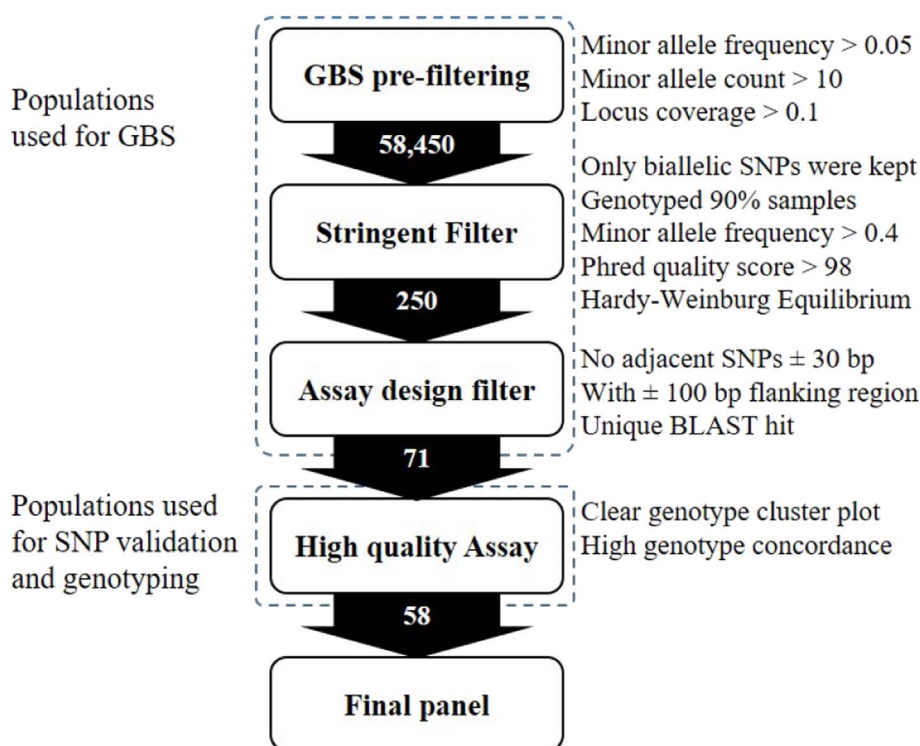 GBS pre-filtering
Minor allele frequency > 0.05
Minor allele count > 10
Locus coverage > 0.1
Populations
used for GBS
58,450
Stringent Filter
Only biallelic SNPs were kept
Genotyped 90% samples
Minor allele frequency > 0.4
Phred quality score > 98
Hardy-Weinburg Equilibrium
250
Assay design filter
No adjacent SNPs ± 30 bp
With ± 100 bp flanking region
Unique BLAST hit
71
Populations used
for SNP validation
and genotyping
High quality Assay
Clear genotype cluster plot
High genotype concordance
58
Final panel